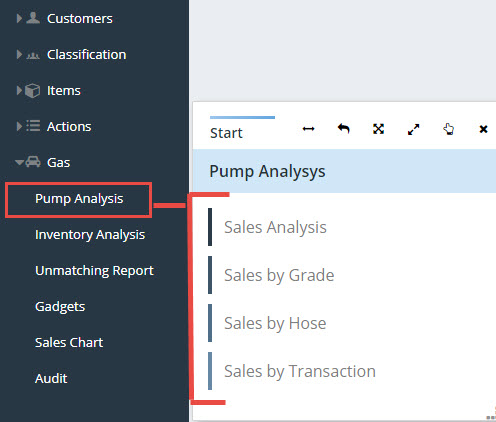 Customers
Classification
Items
Actions
Gas
Pump Analysis
Inventory Analysis
Unmatching Report
Gadgets
Sales Chart
Audit
Start
Pump Analysys
Sales Analysis
Sales by Grade
Sales by Hose
Sales by Transaction